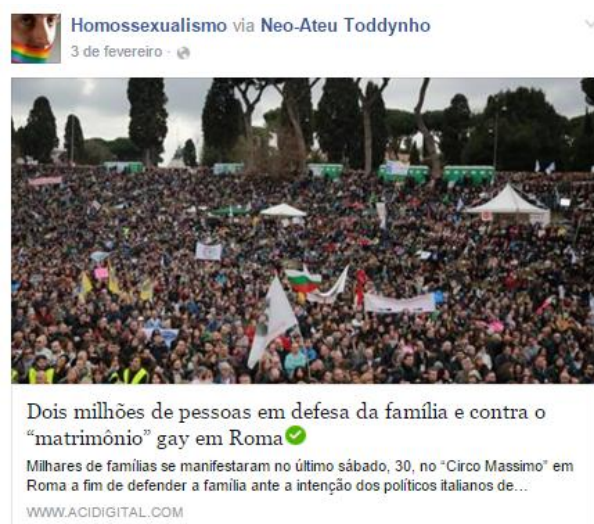 Homossexualismo via Neo-Ateu Toddynho
3 de fevereiro ·
Dois milhões de pessoas em defesa da família e contra o
“matrimônio” gay em Roma
Milhares de famílias se manifestaram no último sábado, 30, no “Circo Massimo” em
Roma a fim de defender a família ante a intenção dos políticos italianos de...
WWW.ACIDIGITAL.COM